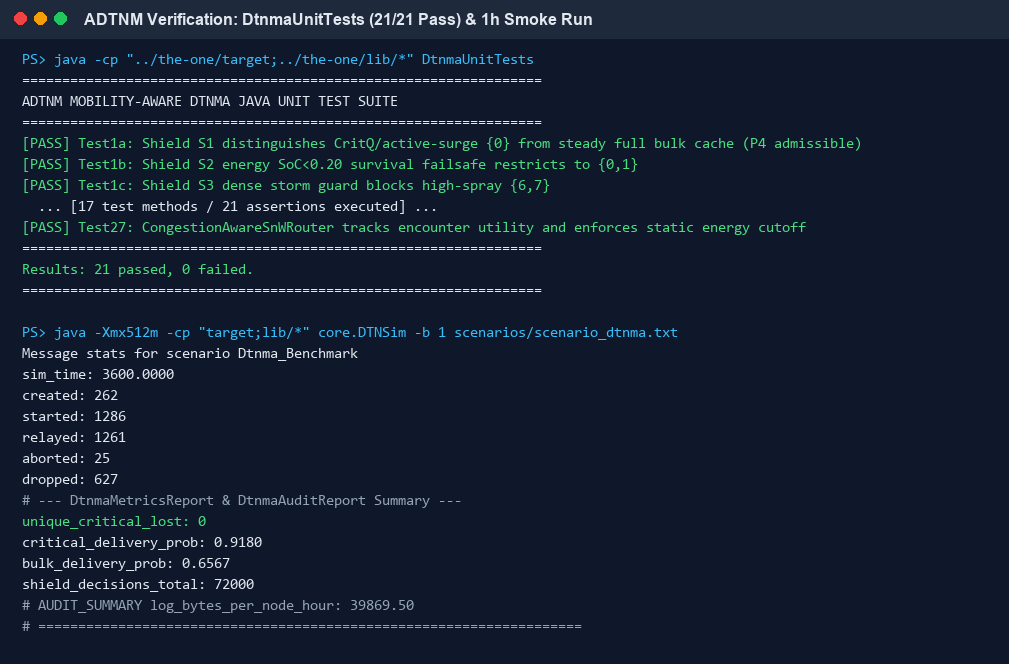 ADTNM Verification: DtnmaUnitTests (21/21 Pass) & 1h Smoke Run
PS> java -cp "../the-one/target;../the-one/lib/*" DtnmaUnitTests
=================================================================
ADTNM MOBILITY-AWARE DTNMA JAVA UNIT TEST SUITE
=================================================================
[PASS] Test1a: Shield S1 distinguishes CritQ/active-surge {0} from steady full bulk cache (P4 admissible)
[PASS] Test1b: Shield S2 energy SoC<0.20 survival failsafe restricts to {0,1}
[PASS] Test1c: Shield S3 dense storm guard blocks high-spray {6,7}
  ... [17 test methods / 21 assertions executed] ...
[PASS] Test27: CongestionAwareSnWRouter tracks encounter utility and enforces static energy cutoff
=================================================================
Results: 21 passed, 0 failed.
=================================================================
PS> java -Xmx512m -cp "target;lib/*" core.DTNSim -b 1 scenarios/scenario_dtnma.txt
Message stats for scenario Dtnma_Benchmark
sim_time: 3600.0000
created: 262
started: 1286
relayed: 1261
aborted: 25
dropped: 627
# --- DtnmaMetricsReport & DtnmaAuditReport Summary ---
unique_critical_lost: 0
critical_delivery_prob: 0.9180
bulk_delivery_prob: 0.6567
shield_decisions_total: 72000
# AUDIT_SUMMARY log_bytes_per_node_hour: 39869.50
# ====================================================================